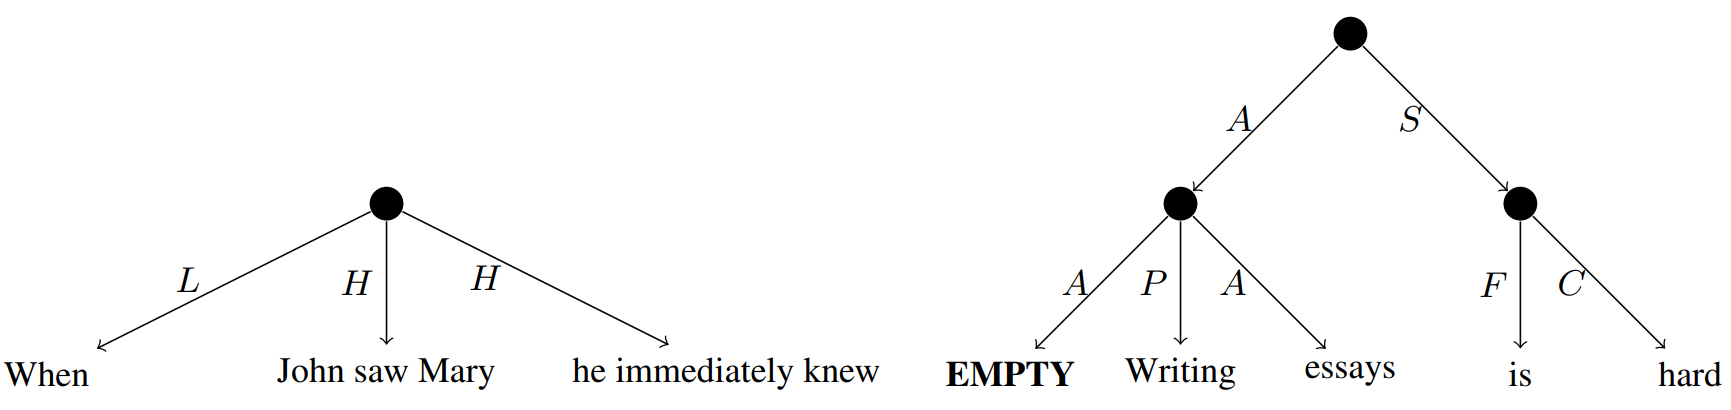 A S
L H H A P A F C
When John saw Mary he immediately knew EMPTY Writing essays is hard